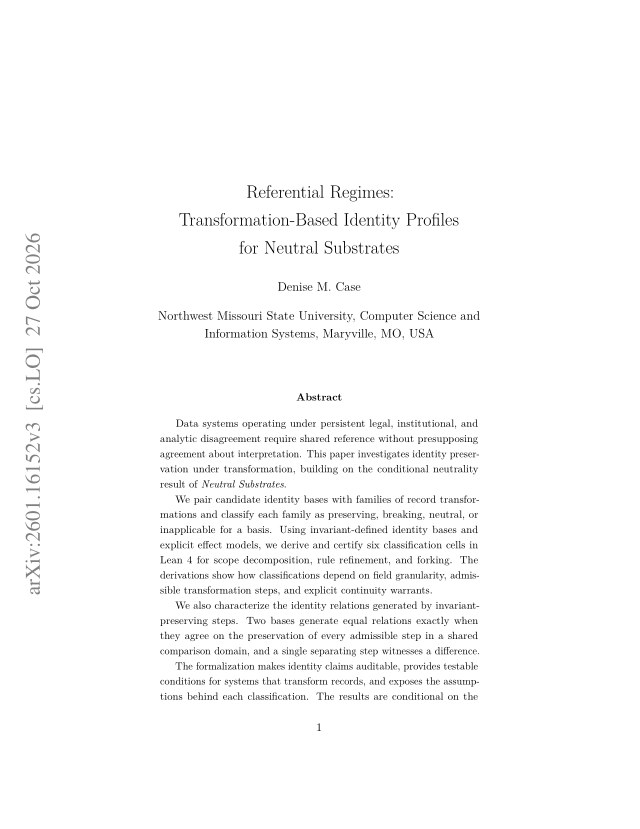 arXiv:2601.16152v3 [cs.LO] 27 Oct 2026
Referential Regimes:
Transformation-Based Identity Profiles
for Neutral Substrates
Denise M. Case
Northwest Missouri State University, Computer Science and
Information Systems, Maryville, MO, USA
Abstract
Data systems operating under persistent legal, institutional, and
analytic disagreement require shared reference without presupposing
agreement about interpretation. This paper investigates identity preser-
vation under transformation, building on the conditional neutrality
result of Neutral Substrates.
We pair candidate identity bases with families of record transfor-
mations and classify each family as preserving, breaking, neutral, or
inapplicable for a basis. Using invariant-defined identity bases and
explicit effect models, we derive and certify six classification cells in
Lean 4 for scope decomposition, rule refinement, and forking. The
derivations show how classifications depend on field granularity, admis-
sible transformation steps, and explicit continuity warrants.
We also characterize the identity relations generated by invariant-
preserving steps. Two bases generate equal relations exactly when
they agree on the preservation of every admissible step in a shared
comparison domain, and a single separating step witnesses a difference.
The formalization makes identity claims auditable, provides testable
conditions for systems that transform records, and exposes the assump-
tions behind each classification. The results are conditional on the
1